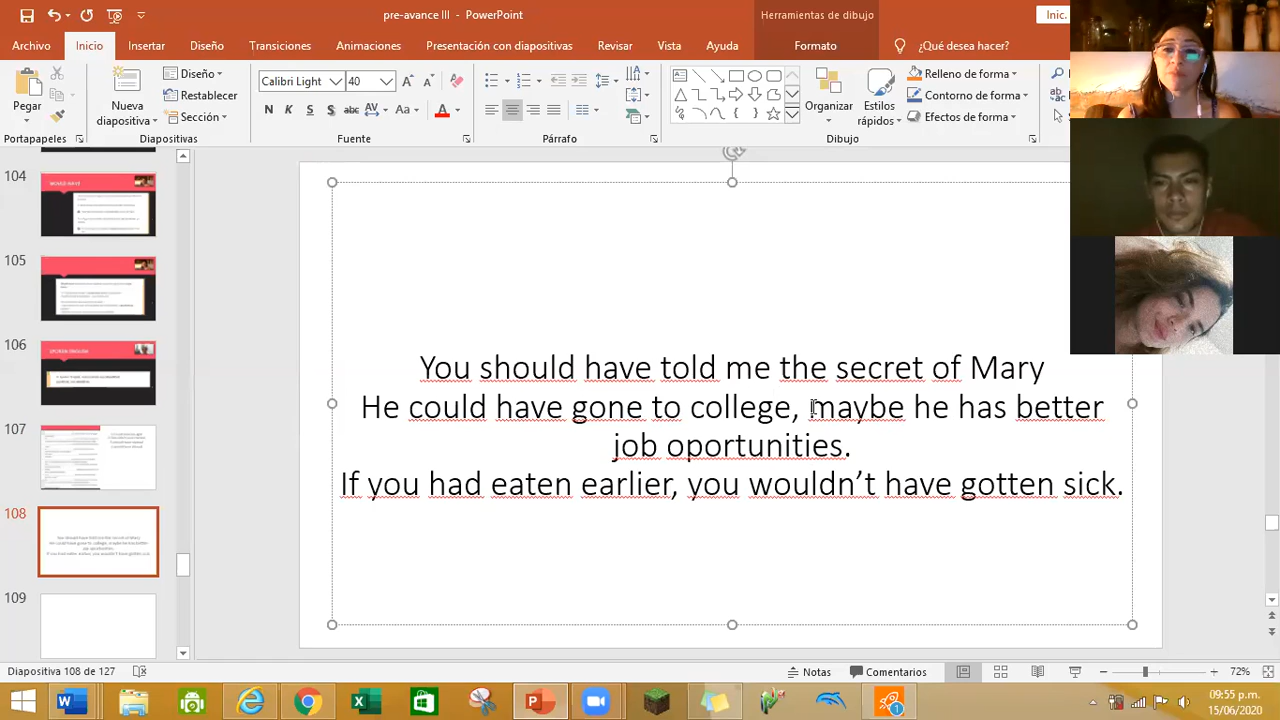 pre-avance III - PowerPoint
Herramientas de dibujo
Inic.
Archivo Inicio Insertar Diseño Transiciones Animaciones Presentación con diapositivas Revisar Vista Ayuda Formato ¿Qué desea hacer?
Pegar
Nueva diapositiva
Diseño
Restablecer
Sección
Calibri Light 40
N K S S abc AV Aa A
Organizar
Estilos rápidos
Relleno de forma
Contorno de forma
Efectos de forma
Portapapeles Diapositivas Fuente Párrafo Dibujo
104
105
106
107
108
109
You should have told me the secret of Mary
He could have gone to college, maybe he has better
job oportunities.
If you had eaten earlier, you wouldn’t have gotten sick.
Diapositiva 108 de 127
Notas Comentarios 72%
09:55 p.m.
15/06/2020